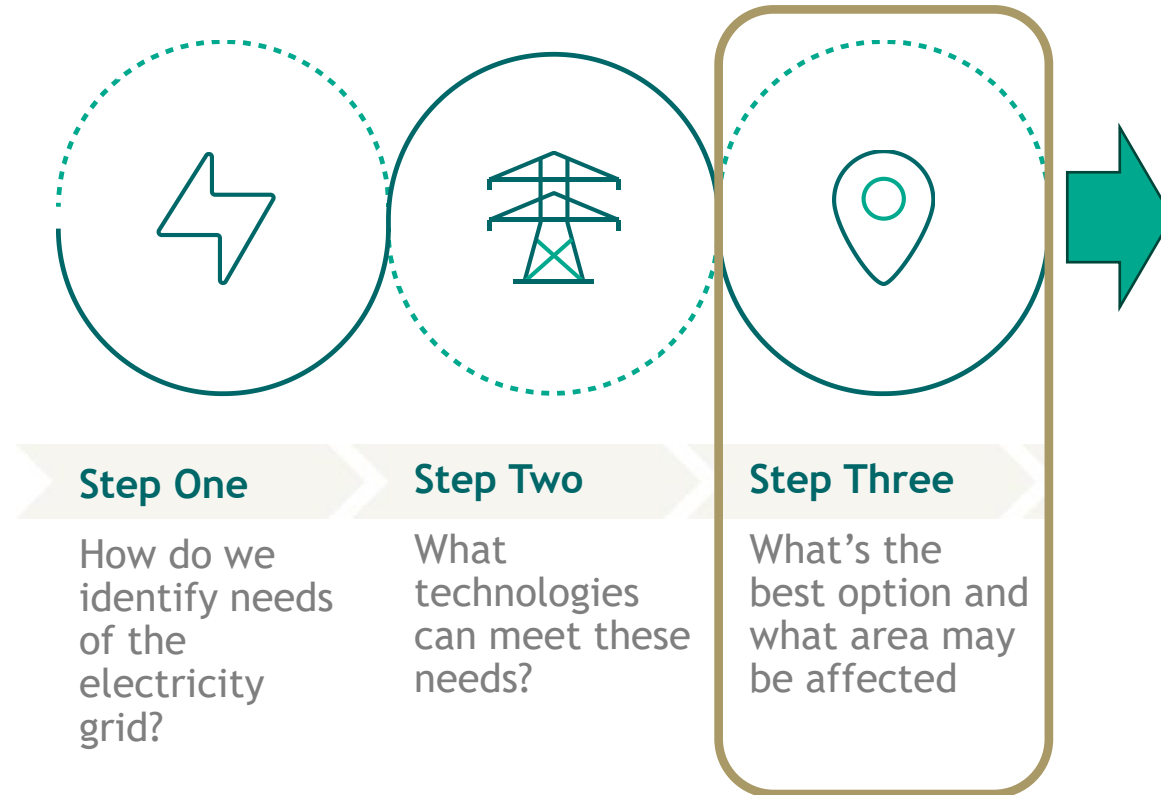 Step One
How do we
identify needs
of the
electricity
grid?
Step Two
What
technologies
can meet these
needs?
Step Three
What’s the
best option and
what area may
be affected